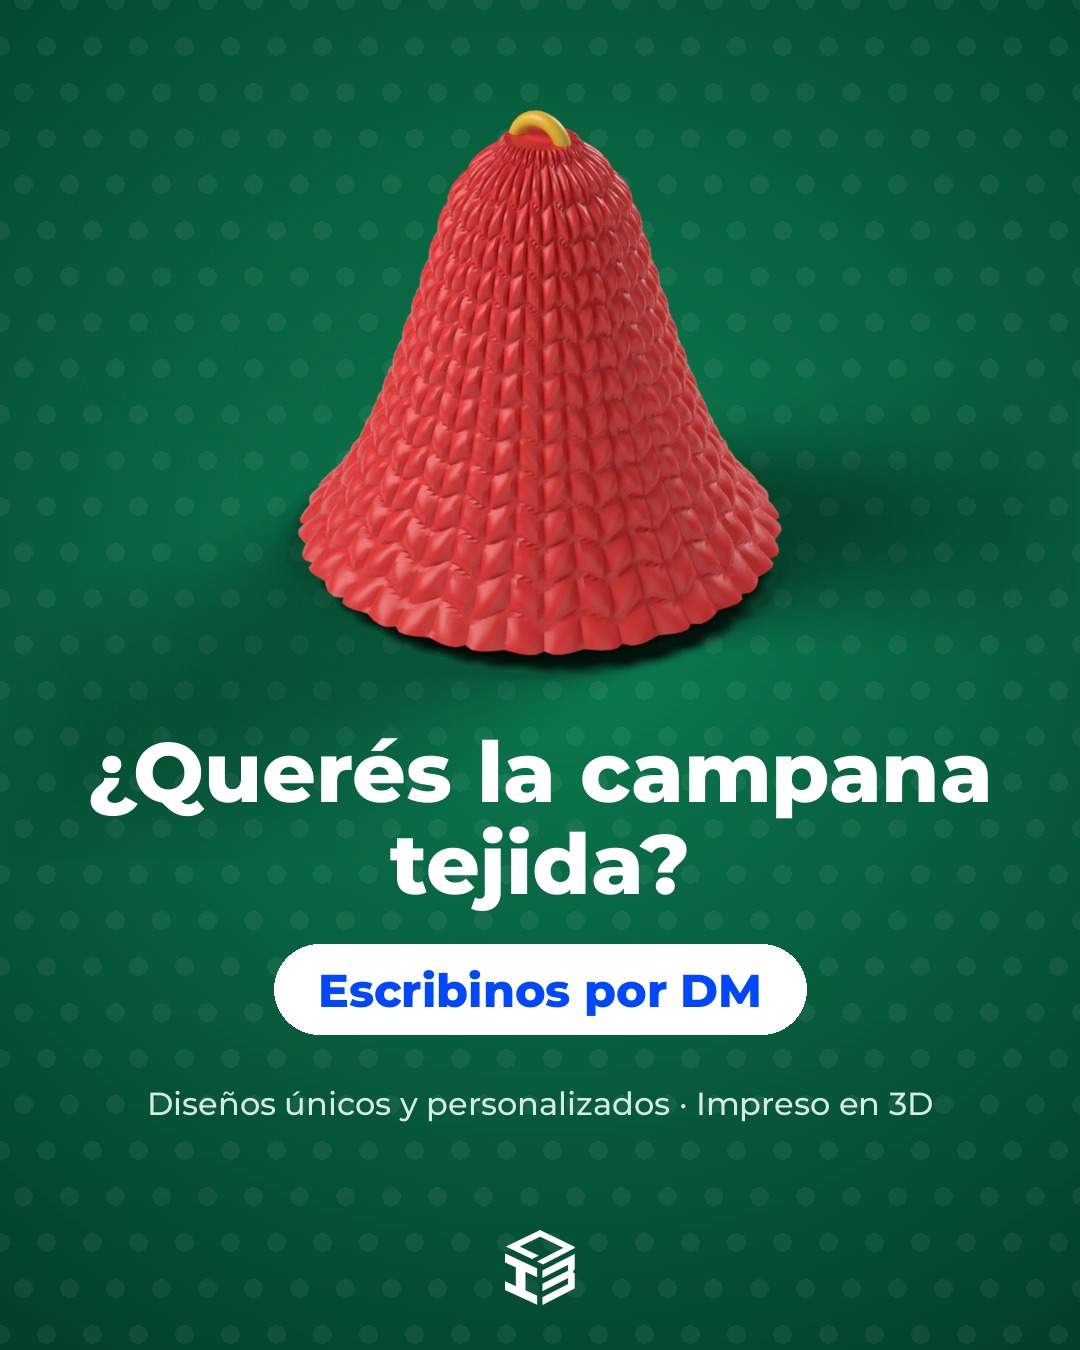 ¿Querés la campana
tejida?
Escribinos por DM
Diseños únicos y personalizados · Impreso en 3D